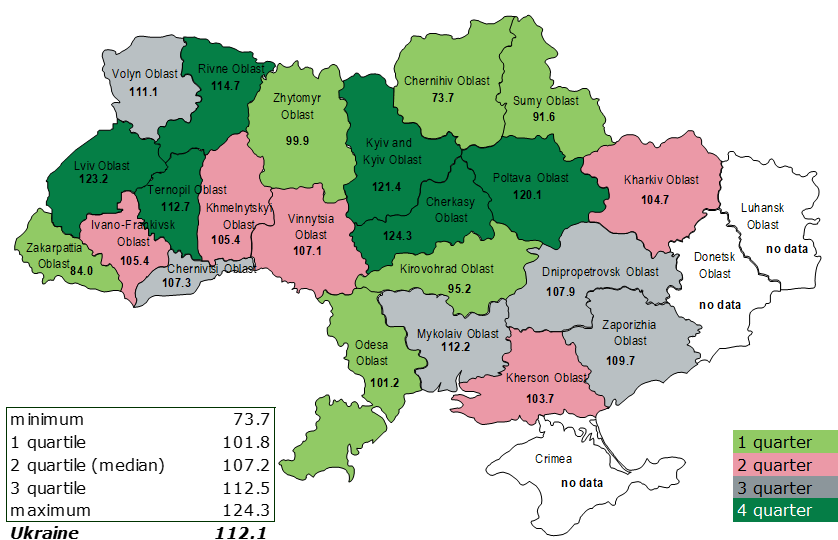 Volyn Oblast
111.1
Rivne Oblast
114.7
Zhytomyr
Oblast
99.9
Chernihiv Oblast
73.7
Sumy Oblast
91.6
Kyiv and
Kyiv Oblast
121.4
Lviv Oblast
123.2
Ternopil Oblast
112.7
Khmelnytskyi
Oblast
105.4
Ivano-Frankivsk
Oblast
105.4
Zakarpattia
Oblast
84.0
Chernivtsi Oblast
107.3
Vinnytsia
Oblast
107.1
Cherkasy
Oblast
124.3
Poltava Oblast
120.1
Kharkiv Oblast
104.7
Luhansk
Oblast
no data
Donetsk
Oblast
no data
Kirovohrad Oblast
95.2
Dnipropetrovsk Oblast
107.9
Zaporizhia
Oblast
109.7
Mykolaiv Oblast
112.2
Odesa
Oblast
101.2
Kherson Oblast
103.7
Crimea
no data
minimum 73.7
1 quartile 101.8
2 quartile (median) 107.2
3 quartile 112.5
maximum 124.3
Ukraine 112.1
1 quarter
2 quarter
3 quarter
4 quarter